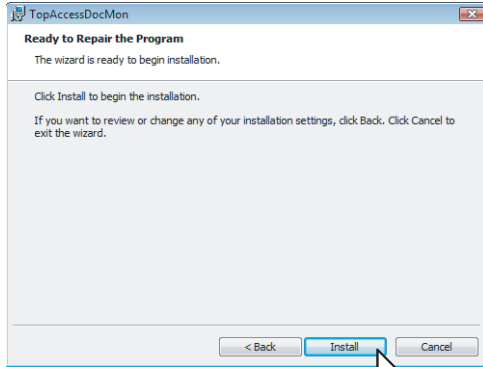 TopAccessDocMon
Ready to Repair the Program
The wizard is ready to begin installation.
Click Install to begin the installation.
If you want to review or change any of your installation settings, click Back. Click Cancel to
exit the wizard.
< Back Install Cancel